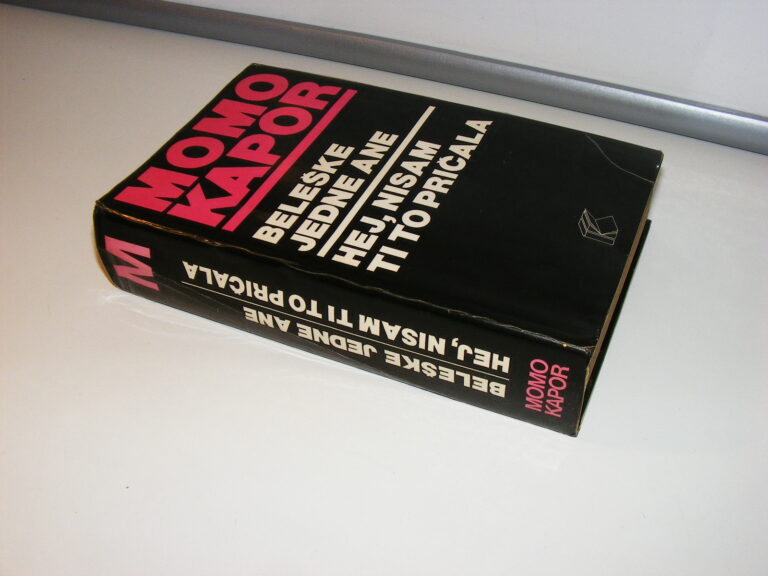 MOMO
KAPOR
BELEŠKE
JEDNE ANE
HEJ, NISAM
TI TO PRIČALA
M
BELEŠKE JEDNE ANE
HEJ, NISAM TI TO PRIČALA
MOMO
KAPOR
K